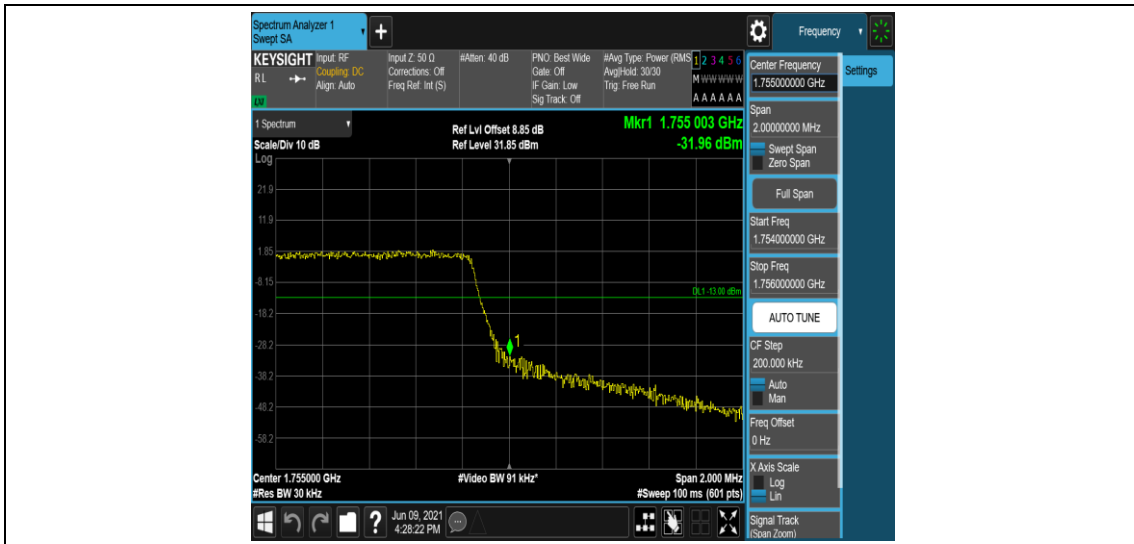 Spectrum Analyzer 1
Swept SA
+
Frequency
KEYSIGHT
RL
LXI
Input: RF
Coupling: DC
Align: Auto
Input Z: 50 Ω
Corrections: Off
Freq Ref: Int (S)
#Atten: 40 dB
PNO: Best Wide
Gate: Off
IF Gain: Low
Sig Track: Off
#Avg Type: Power (RMS
Avg|Hold: 30/30
Trig: Free Run
1 2 3 4 5 6
M W W W W W
A A A A A A
1 Spectrum
Scale/Div 10 dB
Log
Ref Lvl Offset 8.85 dB
Ref Level 31.85 dBm
Mkr1 1.755 003 GHz
-31.96 dBm
21.9
11.9
1.85
-8.15
-18.2
-28.2
-38.2
-48.2
-58.2
DL1 -13.00 dBm
1
Center 1.755000 GHz
#Res BW 30 kHz
#Video BW 91 kHz*
Span 2.000 MHz
#Sweep 100 ms (601 pts)
Center Frequency
1.755000000 GHz
Settings
Span
2.00000000 MHz
Swept Span
Zero Span
Full Span
Start Freq
1.754000000 GHz
Stop Freq
1.756000000 GHz
AUTO TUNE
CF Step
200.000 kHz
Auto
Man
Freq Offset
0 Hz
X Axis Scale
Log
Lin
Signal Track
(Span Zoom)
?
Jun 09, 2021
4:28:22 PM